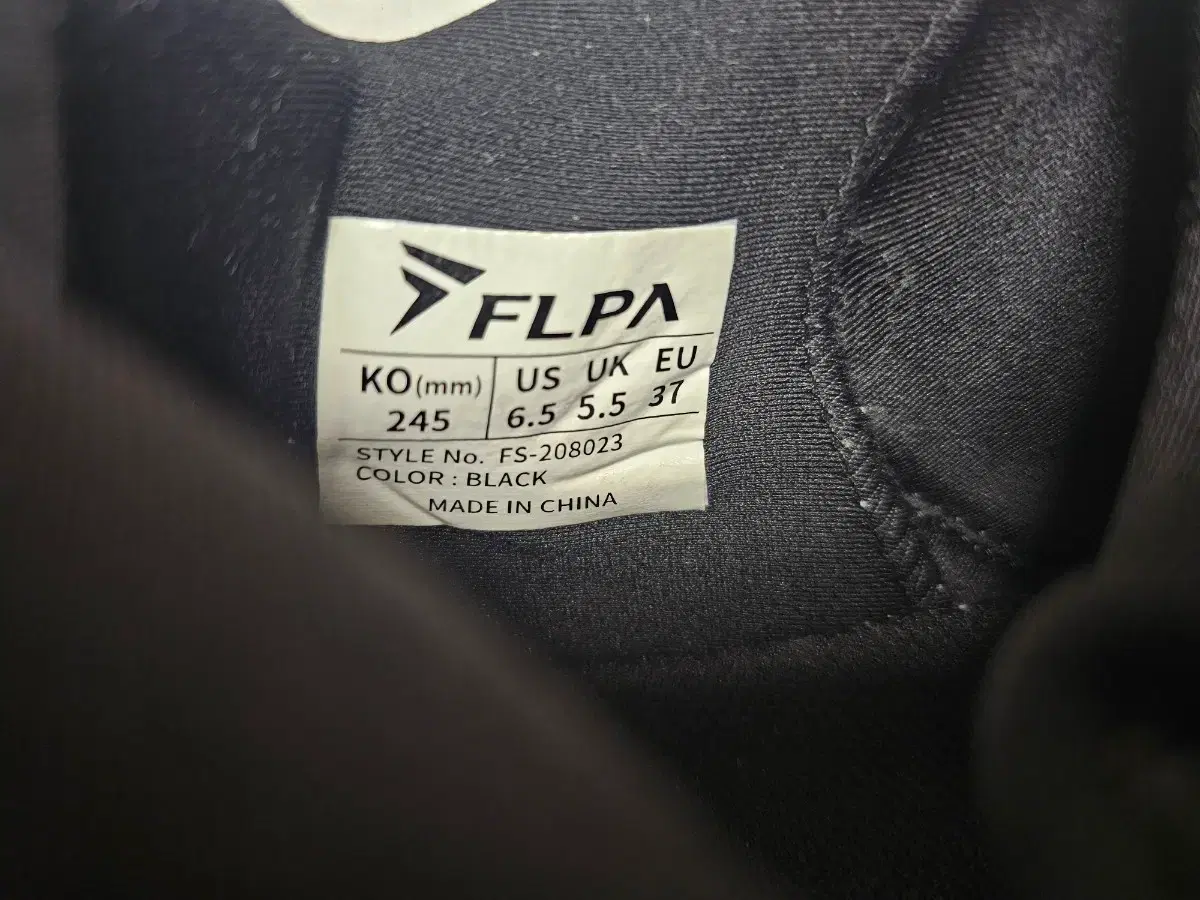 FLPA
KO(mm) US UK EU
245 6.5 5.5 37
STYLE No. FS-208023
COLOR : BLACK
MADE IN CHINA